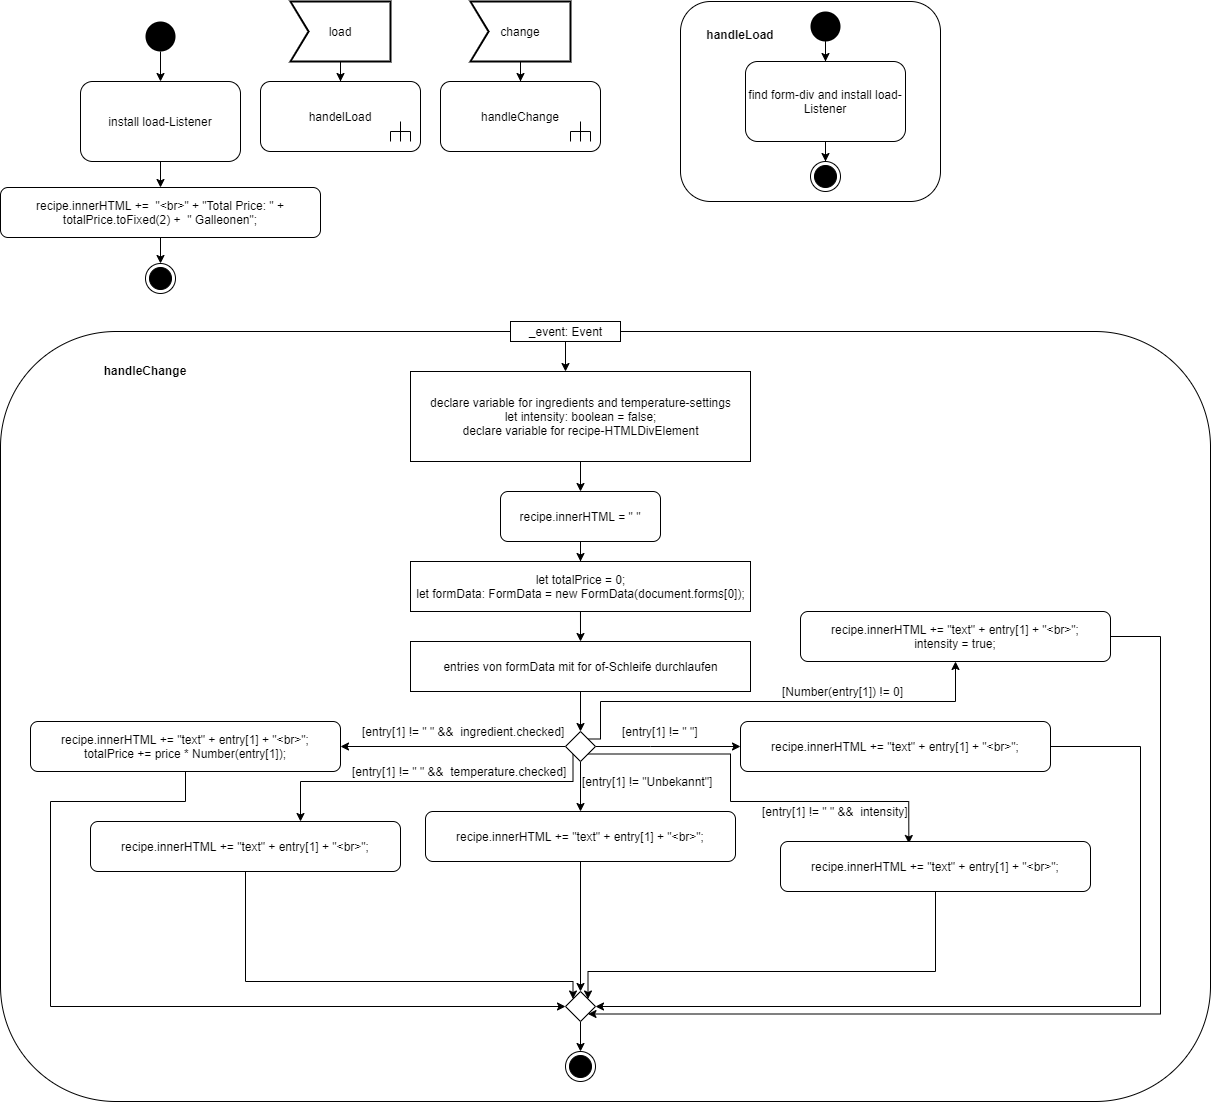 load
change
handleLoad
install load-Listener
handelLoad
handleChange
find form-div and install load-
Listener
recipe.innerHTML +=  "<br>" + "Total Price: " +
totalPrice.toFixed(2) +  " Galleonen";
_event: Event
handleChange
declare variable for ingredients and temperature-settings
let intensity: boolean = false;
declare variable for recipe-HTMLDivElement
recipe.innerHTML = " "
let totalPrice = 0;
let formData: FormData = new FormData(document.forms[0]);
entries von formData mit for of-Schleife durchlaufen
recipe.innerHTML += "text" + entry[1] + "<br>";
intensity = true;
[Number(entry[1]) != 0]
[entry[1] != " " &&  ingredient.checked]
[entry[1] != " "]
recipe.innerHTML += "text" + entry[1] + "<br>";
totalPrice += price * Number(entry[1]);
recipe.innerHTML += "text" + entry[1] + "<br>";
[entry[1] != " " &&  temperature.checked]
[entry[1] != "Unbekannt"]
[entry[1] != " " &&  intensity]
recipe.innerHTML += "text" + entry[1] + "<br>";
recipe.innerHTML += "text" + entry[1] + "<br>";
recipe.innerHTML += "text" + entry[1] + "<br>";